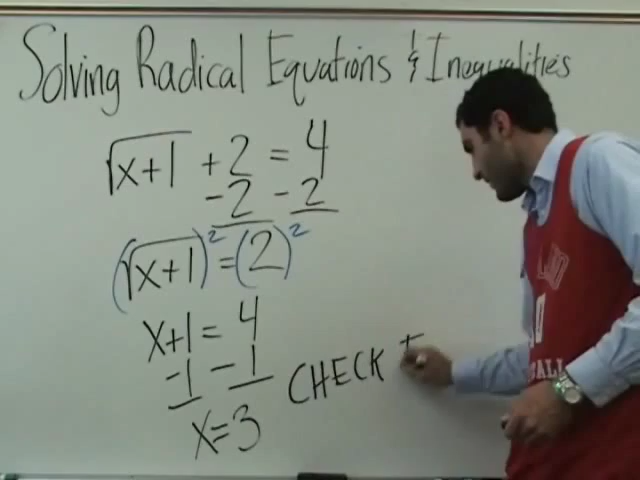 Solving Radical Equations & Inequalities
√x+1 + 2 = 4
-2 -2
(√x+1)² = (2)²
x+1 = 4
-1 -1
x=3 CHECK